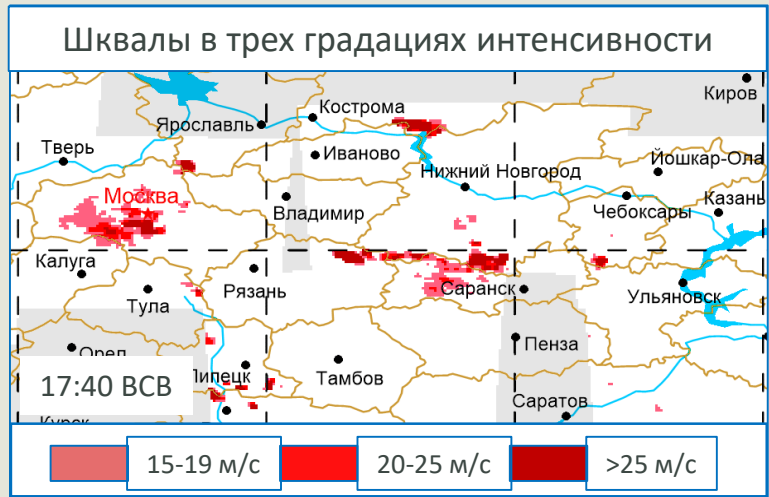 Шквалы в трех градациях интенсивности
Киров
Кострома
Ярославль
Тверь
Иваново
Йошкар-Ола
Нижний Новгород
Москва
Владимир
Чебоксары
Казань
Калуга
Рязань
Саранск
Ульяновск
Тула
Пенза
Орел
Липецк
Тамбов
17:40 ВСВ
Саратов
Курск
15-19 м/с
20-25 м/с
>25 м/с